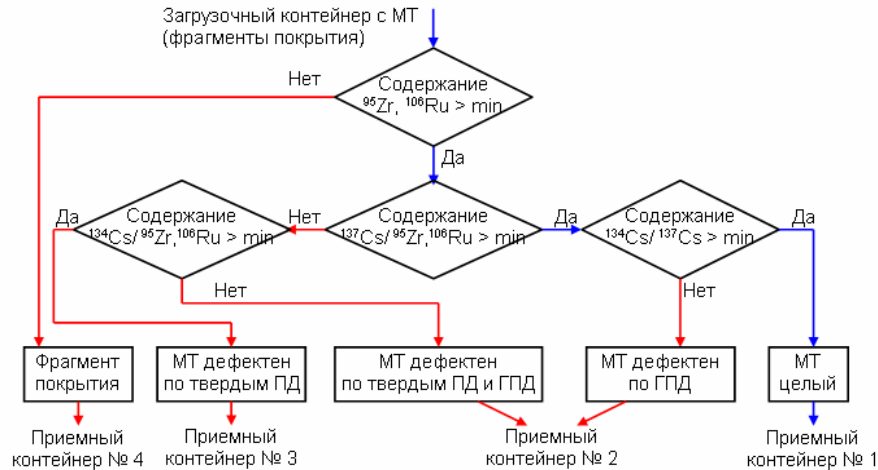 Загрузочный контейнер с МТ
(фрагменты покрытия)
Нет
Содержание
⁹⁵Zr, ¹⁰⁶Ru > min
Да
Да
Содержание
¹³⁴Cs/ ⁹⁵Zr,¹⁰⁶Ru > min
Нет
Содержание
¹³⁷Cs/ ⁹⁵Zr,¹⁰⁶Ru > min
Да
Содержание
¹³⁴Cs/ ¹³⁷Cs > min
Да
Нет
Нет
Фрагмент
покрытия
МТ дефектен
по твердым ПД
МТ дефектен
по твердым ПД и ГПД
МТ дефектен
по ГПД
МТ
целый
Приемный
контейнер № 4
Приемный
контейнер № 3
Приемный
контейнер № 2
Приемный
контейнер № 1